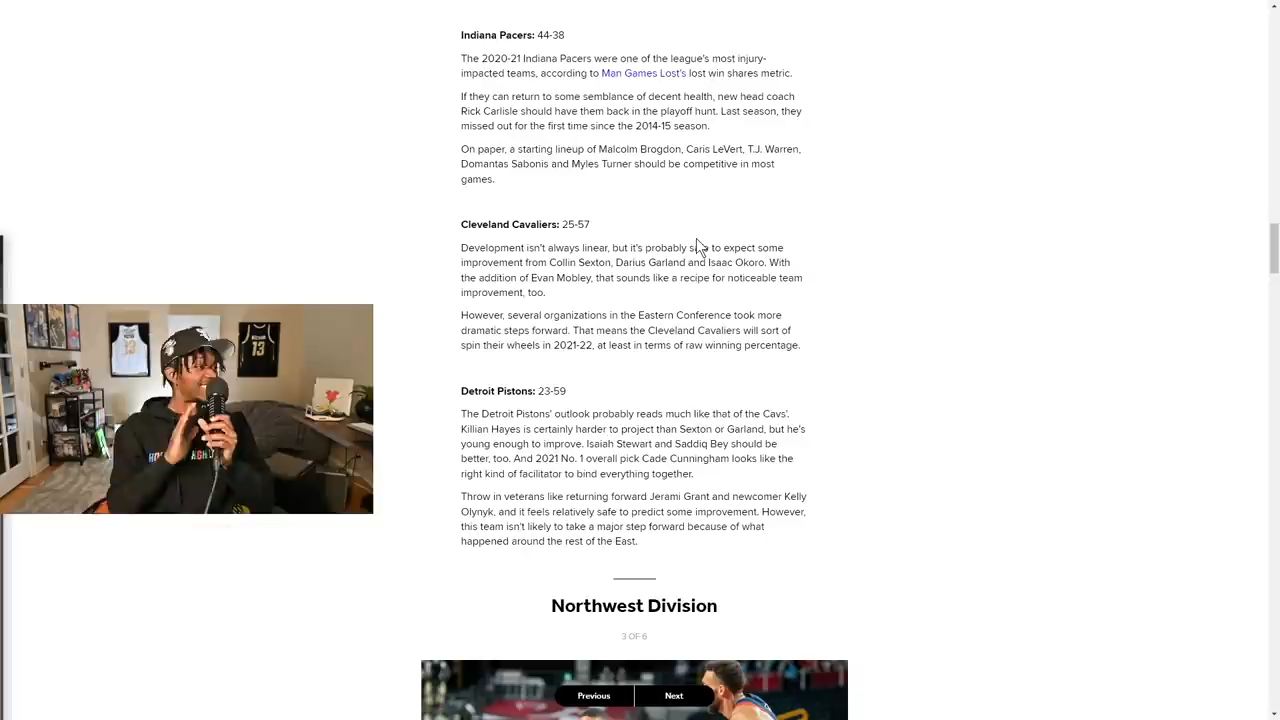 Indiana Pacers: 44-38
The 2020-21 Indiana Pacers were one of the league's most injury-
impacted teams, according to Man Games Lost's lost win shares metric.
If they can return to some semblance of decent health, new head coach
Rick Carlisle should have them back in the playoff hunt. Last season, they
missed out for the first time since the 2014-15 season.
On paper, a starting lineup of Malcolm Brogdon, Caris LeVert, T.J. Warren,
Domantas Sabonis and Myles Turner should be competitive in most
games.
Cleveland Cavaliers: 25-57
Development isn't always linear, but it's probably to expect some
improvement from Collin Sexton, Darius Garland and Isaac Okoro. With
the addition of Evan Mobley, that sounds like a recipe for noticeable team
improvement, too.
However, several organizations in the Eastern Conference took more
dramatic steps forward. That means the Cleveland Cavaliers will sort of
spin their wheels in 2021-22, at least in terms of raw winning percentage.
13
13
Detroit Pistons: 23-59
The Detroit Pistons' outlook probably reads much like that of the Cavs'.
Killian Hayes is certainly harder to project than Sexton or Garland, but he's
young enough to improve. Isaiah Stewart and Saddiq Bey should be
better, too. And 2021 No. 1 overall pick Cade Cunningham looks like the
right kind of facilitator to bind everything together.
Throw in veterans like returning forward Jerami Grant and newcomer Kelly
Olynyk, and it feels relatively safe to predict some improvement. However,
this team isn't likely to take a major step forward because of what
happened around the rest of the East.
Northwest Division
3 OF 6
Previous
Next